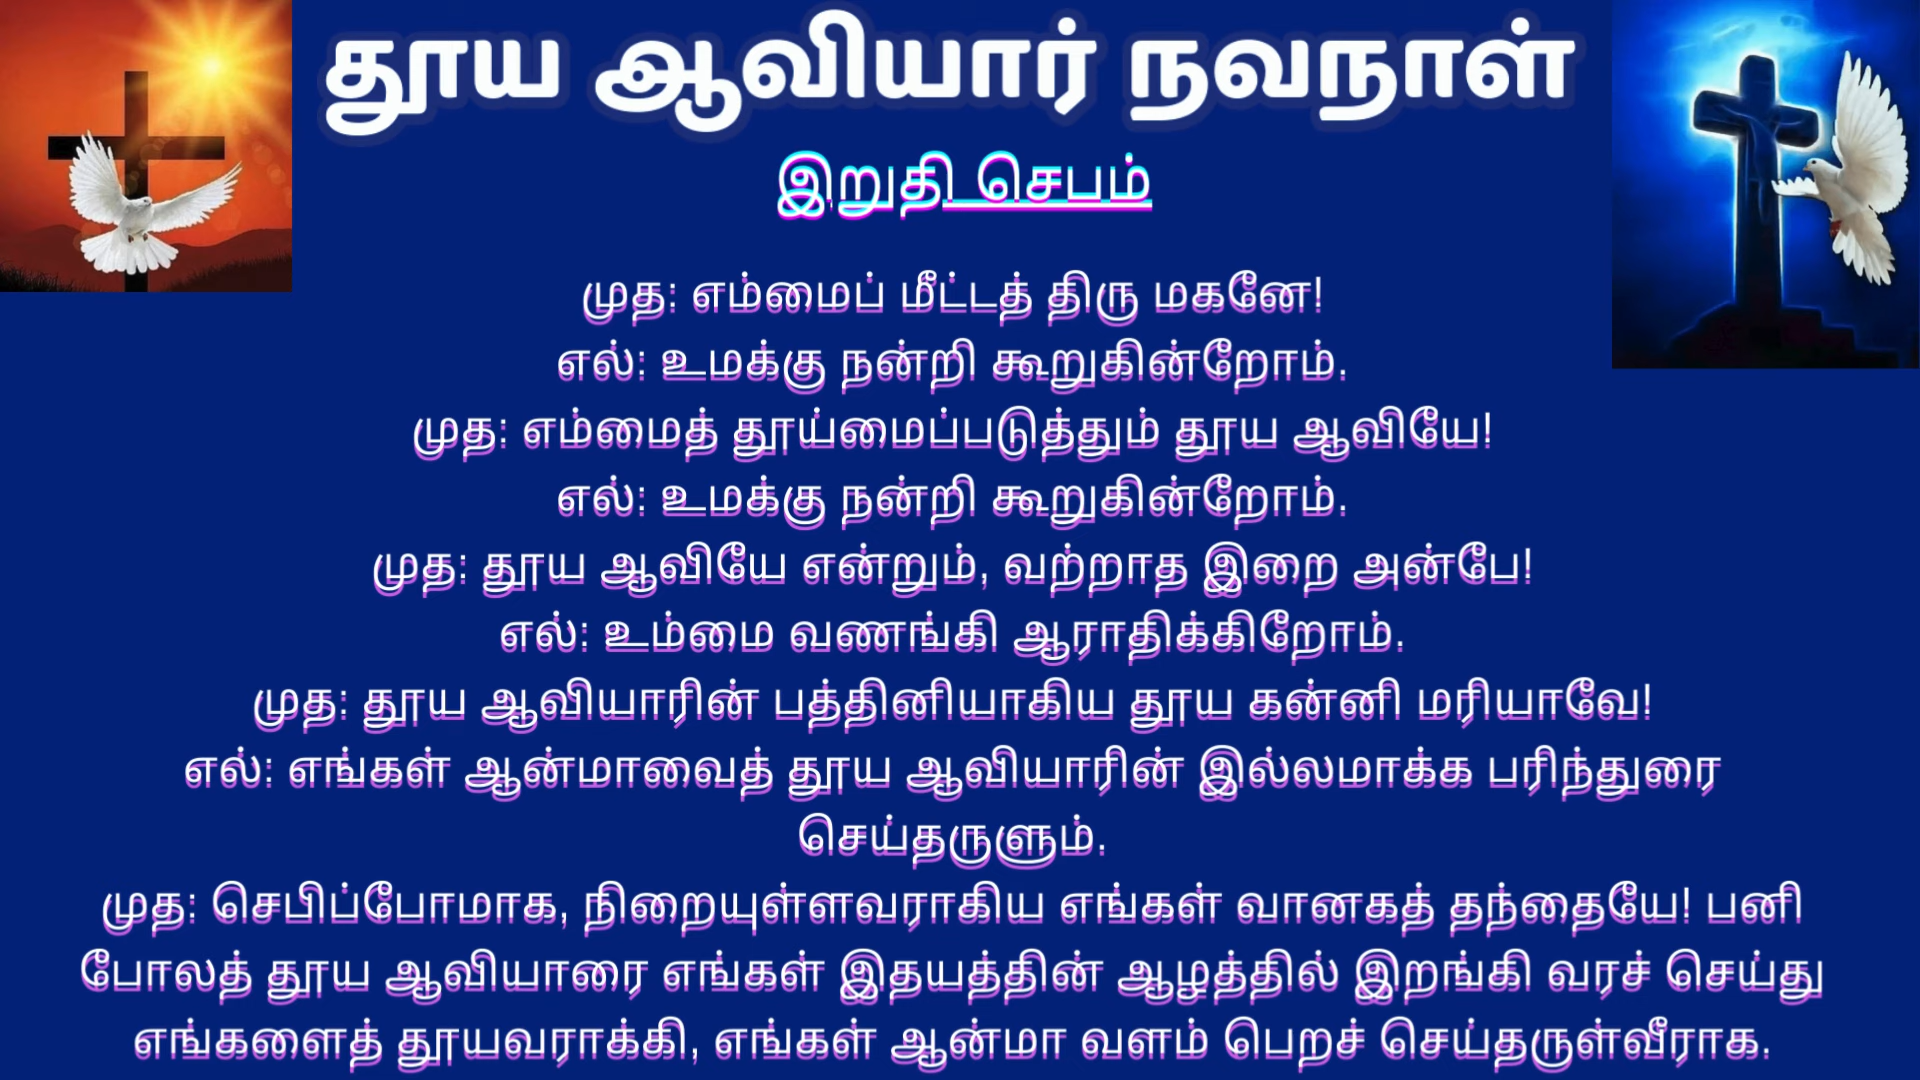 தூய ஆவியார் நவநாள்
இறுதி செபம்
முத: எம்மைப் மீட்டத் திரு மகனே!
எல்: உமக்கு நன்றி கூறுகின்றோம்.
முத: எம்மைத் தூய்மைப்படுத்தும் தூய ஆவியே!
எல்: உமக்கு நன்றி கூறுகின்றோம்.
முத: தூய ஆவியே என்றும், வற்றாத இறை அன்பே!
எல்: உம்மை வணங்கி ஆராதிக்கிறோம்.
முத: தூய ஆவியாரின் பத்தினியாகிய தூய கன்னி மரியாவே!
எல்: எங்கள் ஆன்மாவைத் தூய ஆவியாரின் இல்லமாக்க பரிந்துரை
செய்தருளும்.
முத: செபிப்போமாக, நிறையுள்ளவராகிய எங்கள் வானகத் தந்தையே! பனி
போலத் தூய ஆவியாரை எங்கள் இதயத்தின் ஆழத்தில் இறங்கி வரச் செய்து
எங்களைத் தூயவராக்கி, எங்கள் ஆன்மா வளம் பெறச் செய்தருள்வீராக.